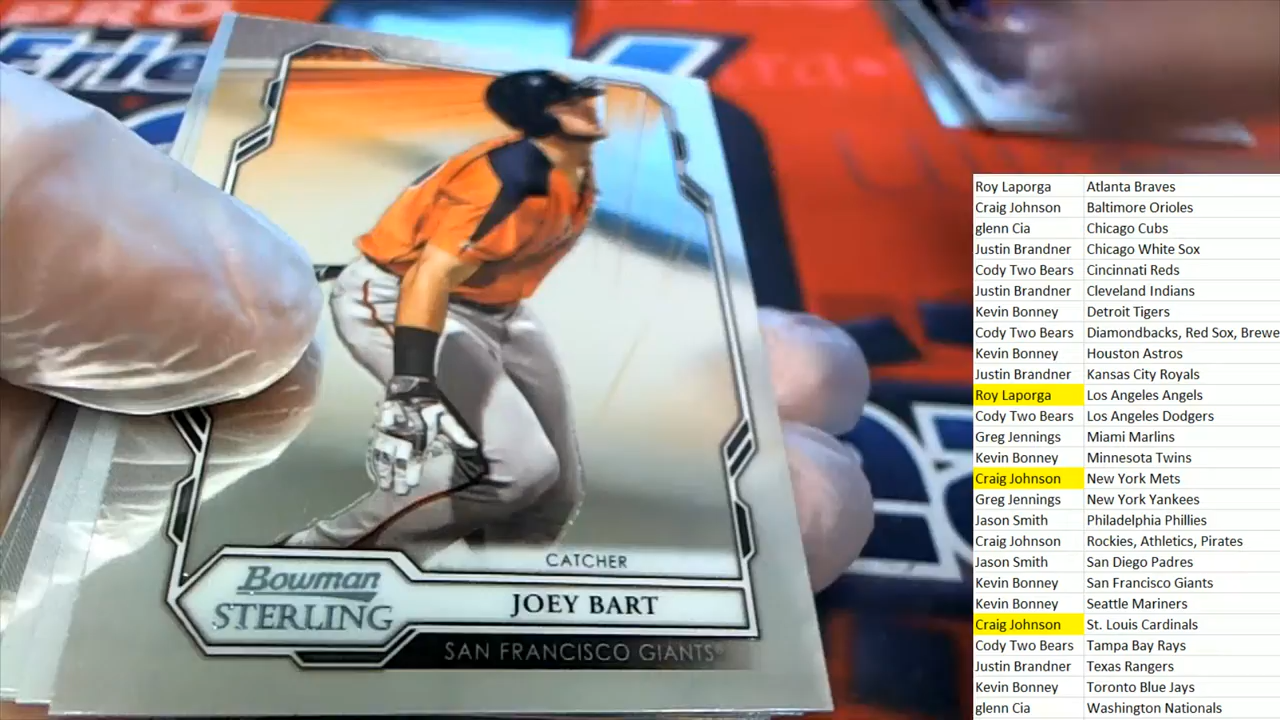 PRO
Eric
CATCHER
Bowman
STERLING
JOEY BART
SAN FRANCISCO GIANTS
Roy Laporga Atlanta Braves
Craig Johnson Baltimore Orioles
glenn Cia Chicago Cubs
Justin Brandner Chicago White Sox
Cody Two Bears Cincinnati Reds
Justin Brandner Cleveland Indians
Kevin Bonney Detroit Tigers
Cody Two Bears Diamondbacks, Red Sox, Brewe
Kevin Bonney Houston Astros
Justin Brandner Kansas City Royals
Roy Laporga Los Angeles Angels
Cody Two Bears Los Angeles Dodgers
Greg Jennings Miami Marlins
Kevin Bonney Minnesota Twins
Craig Johnson New York Mets
Greg Jennings New York Yankees
Jason Smith Philadelphia Phillies
Craig Johnson Rockies, Athletics, Pirates
Jason Smith San Diego Padres
Kevin Bonney San Francisco Giants
Kevin Bonney Seattle Mariners
Craig Johnson St. Louis Cardinals
Cody Two Bears Tampa Bay Rays
Justin Brandner Texas Rangers
Kevin Bonney Toronto Blue Jays
glenn Cia Washington Nationals